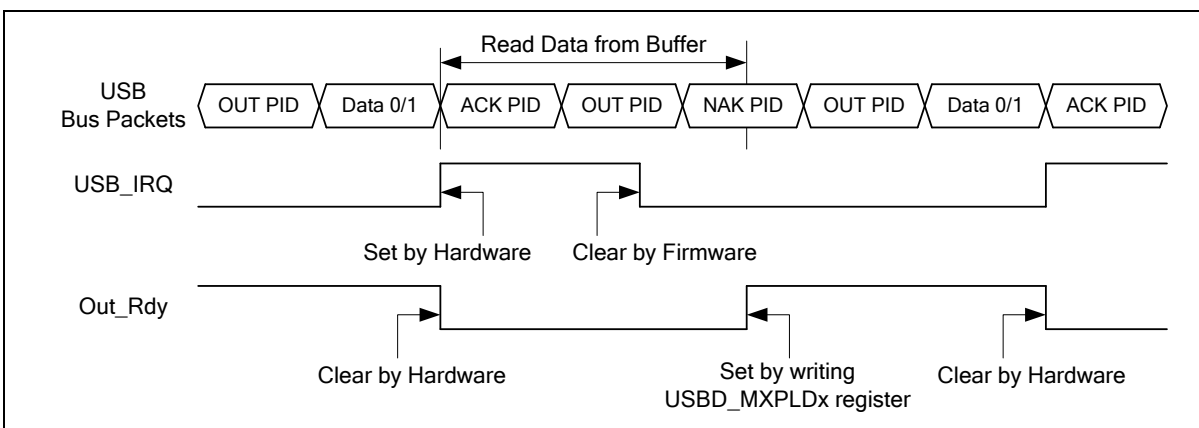 Read Data from Buffer
USB
Bus Packets
OUT PID Data 0/1 ACK PID OUT PID NAK PID OUT PID Data 0/1 ACK PID
USB_IRQ
Set by Hardware Clear by Firmware
Out_Rdy
Clear by Hardware Set by writing Clear by Hardware
USBD_MXPLDx register